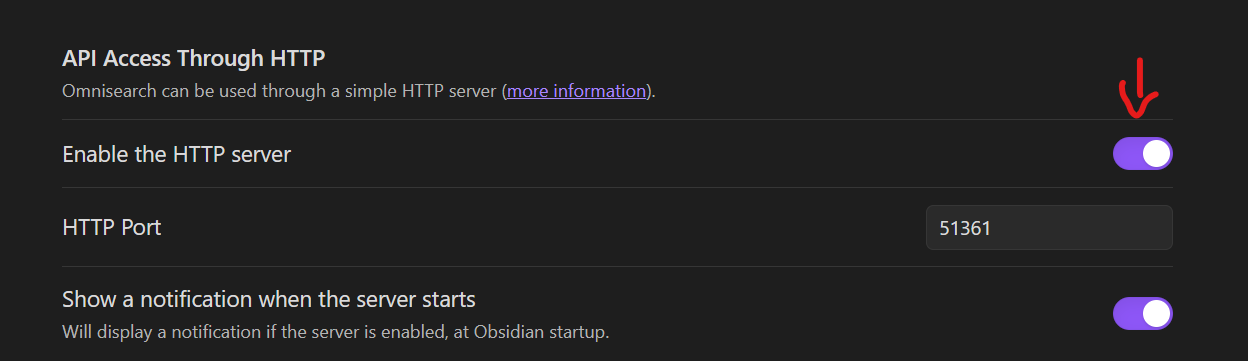 API Access Through HTTP
Omnisearch can be used through a simple HTTP server (more information).
Enable the HTTP server
HTTP Port
51361
Show a notification when the server starts
Will display a notification if the server is enabled, at Obsidian startup.